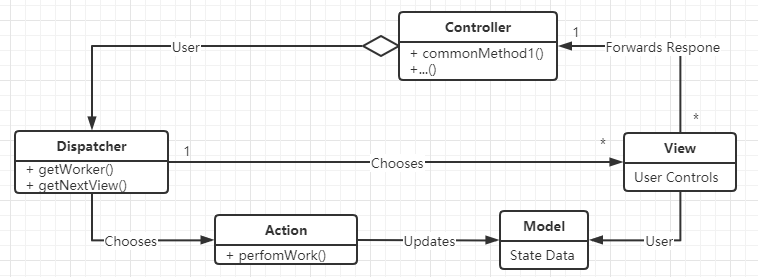 Controller
+ commonMethod1()
+...()
User
1
Forwards Respone
*
Dispatcher
+ getWorker()
+ getNextView()
1
Chooses
*
View
User Controls
Chooses
Action
+ perfomWork()
Updates
Model
State Data
User